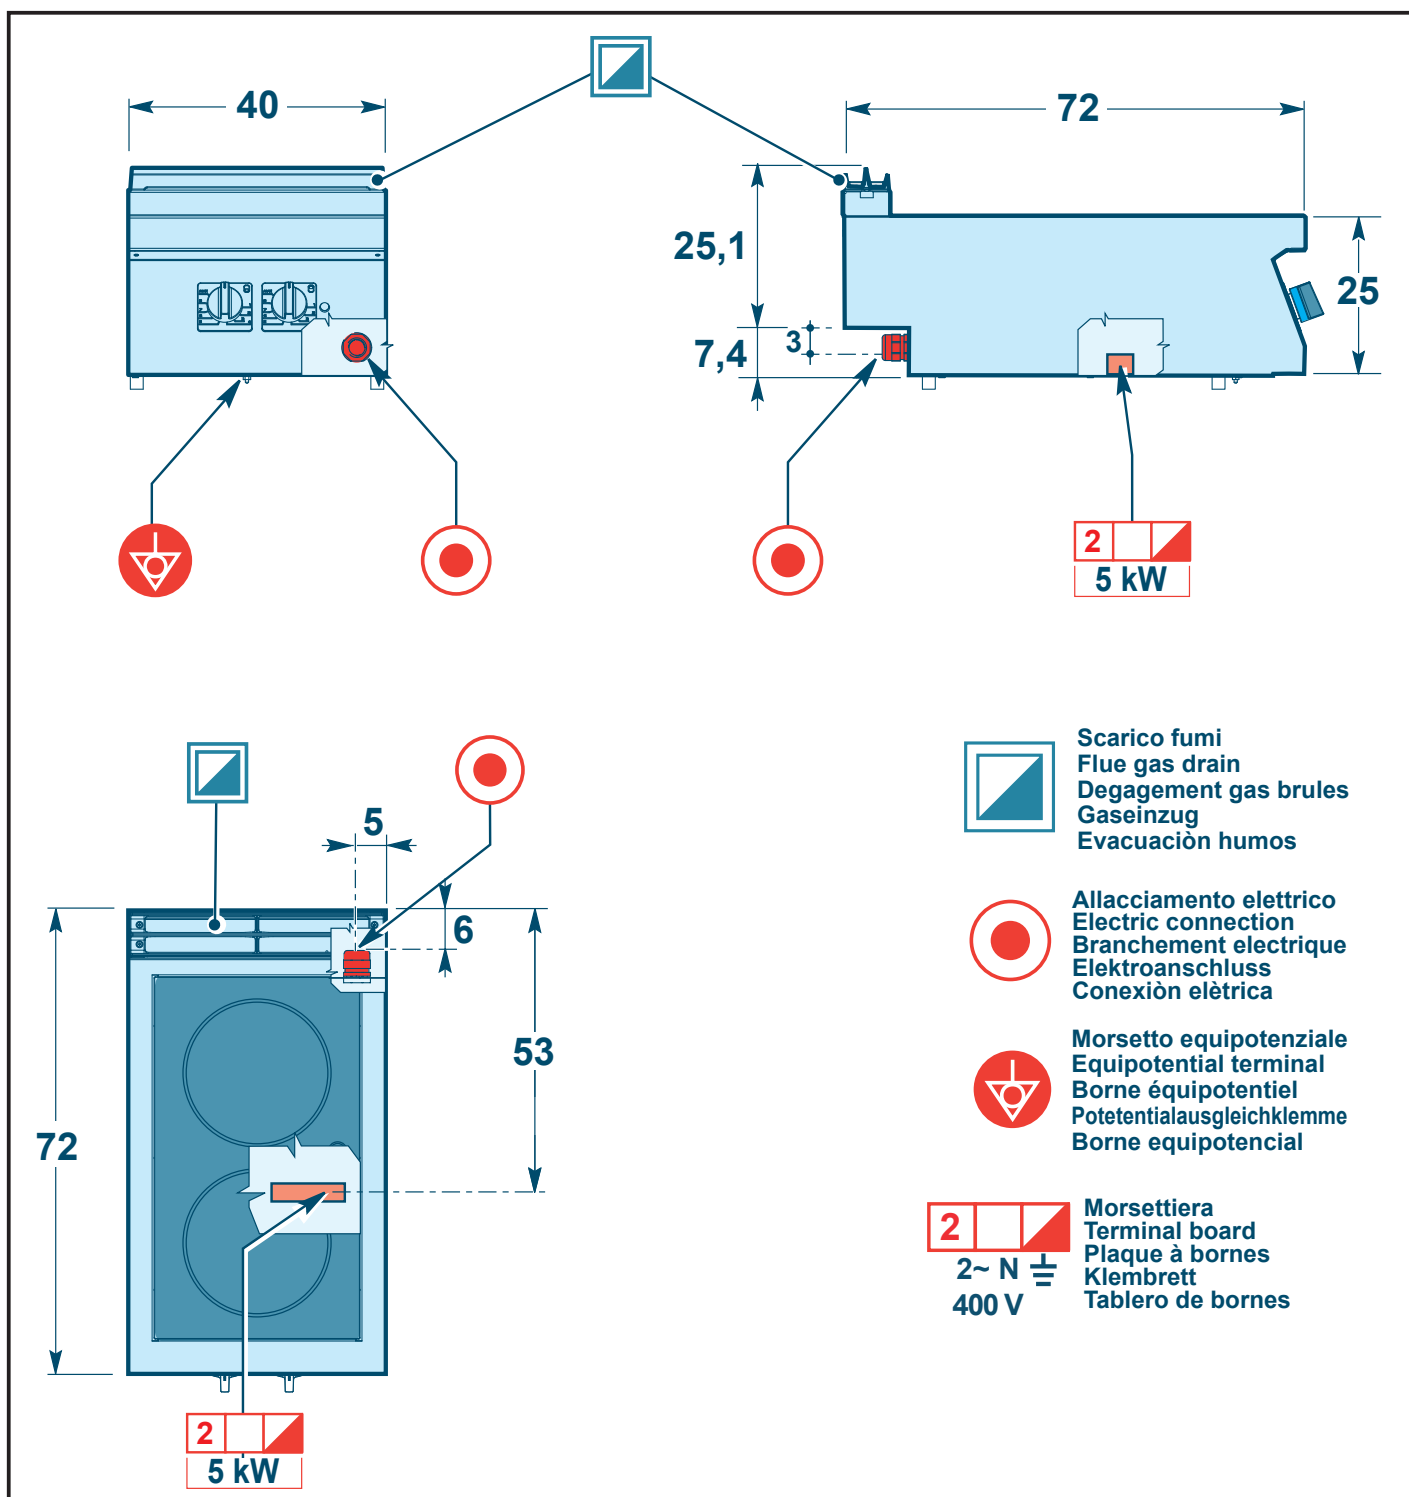 40
72
25,1
7,4
3
25
2
5 kW
5
6
53
72
2
5 kW
Scarico fumi
Flue gas drain
Degagement gas brules
Gaseinzug
Evacuaciòn humos
Allacciamento elettrico
Electric connection
Branchement electrique
Elektroanschluss
Conexiòn elètrica
Morsetto equipotenziale
Equipotential terminal
Borne équipotentiel
Potetentialausgleichklemme
Borne equipotencial
2
2~ N
400 V
Morsettiera
Terminal board
Plaque à bornes
Klembrett
Tablero de bornes